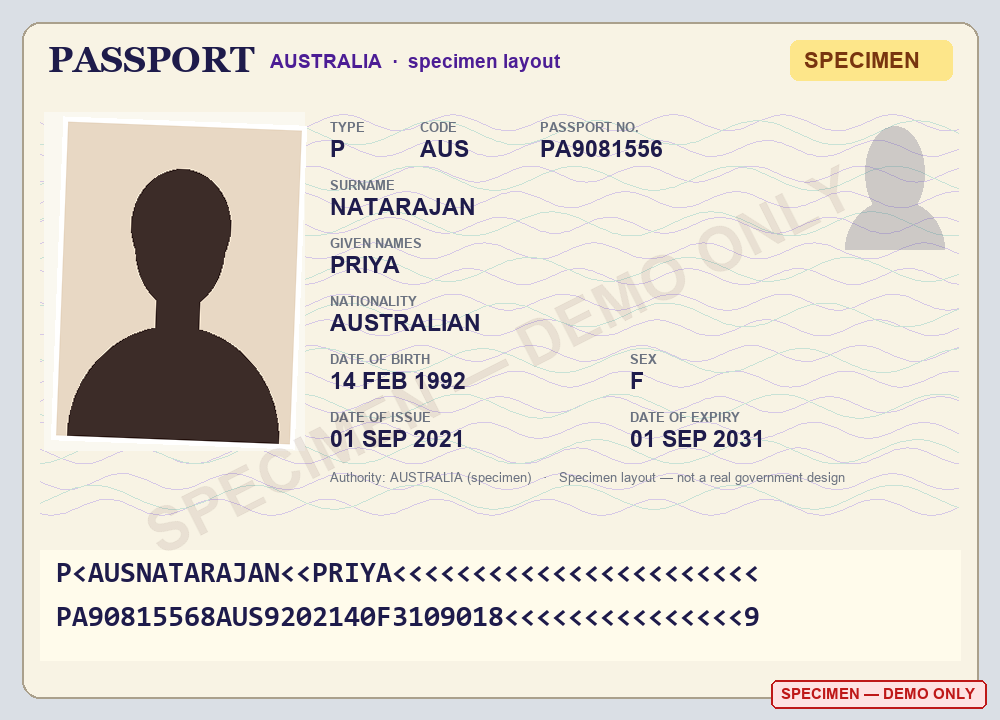 PASSPORT AUSTRALIA · specimen layout SPECIMEN
TYPE CODE PASSPORT NO.
P AUS PA9081556
SURNAME
NATARAJAN
GIVEN NAMES
PRIYA
NATIONALITY
AUSTRALIAN
DATE OF BIRTH SEX
14 FEB 1992 F
DATE OF ISSUE DATE OF EXPIRY
01 SEP 2021 01 SEP 2031
Authority: AUSTRALIA (specimen) · Specimen layout — not a real government design
SPECIMEN — DEMO ONLY
P<AUSNATARAJAN<<PRIYA<<<<<<<<<<<<<<<<<<<<<<<
PA90815568AUS9202140F3109018<<<<<<<<<<<<<<<9
SPECIMEN — DEMO ONLY